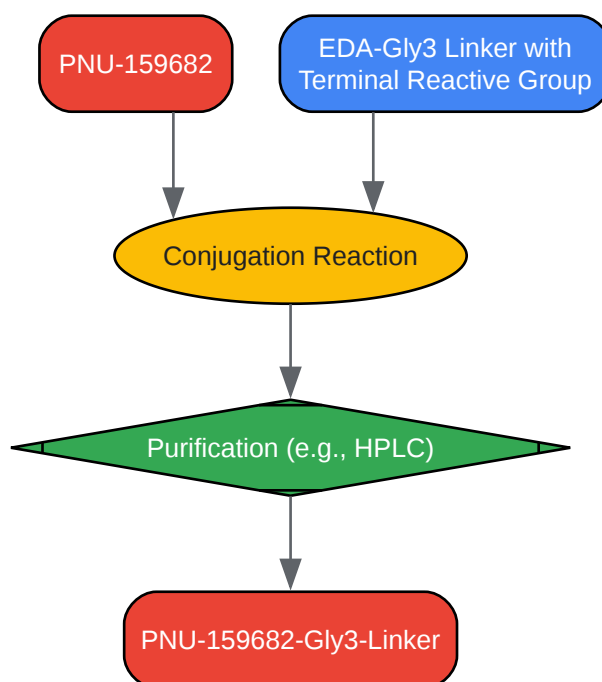 PNU-159682
EDA-Gly3 Linker with
Terminal Reactive Group
Conjugation Reaction
Purification (e.g., HPLC)
PNU-159682-Gly3-Linker